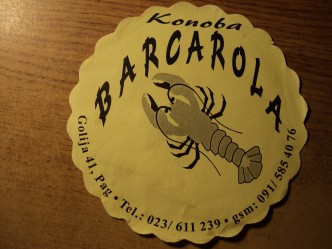 Konoba
BARCAROLA
Golija 41, Pag • Tel.: 023/ 611 239 • gsm: 091/ 585 40 76